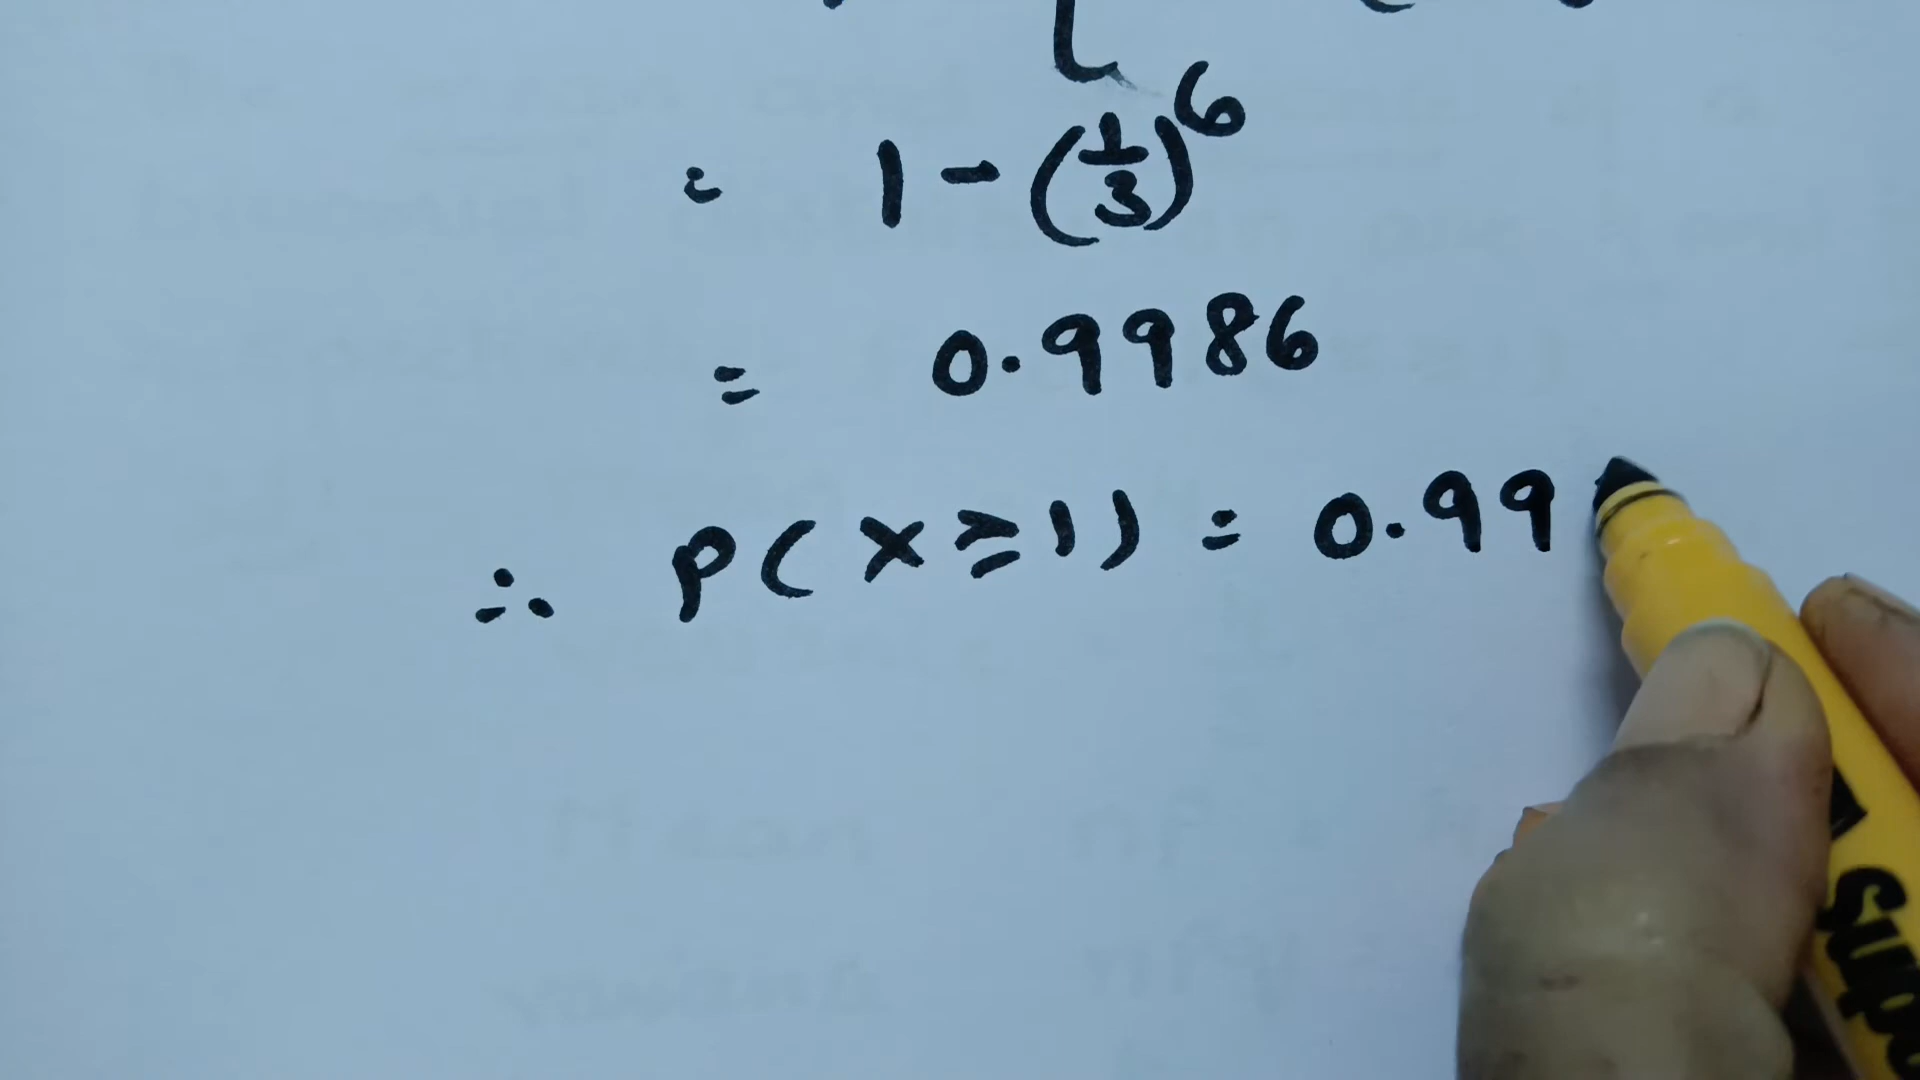 = 1 - (1/3)^6
= 0.9986
∴ P(X ≥ 1) = 0.99